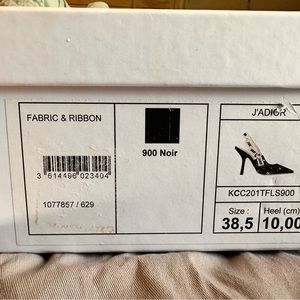 FABRIC & RIBBON
3 614496 023404
1077857 / 629
900 Noir
J'ADIOR
KCC201TFLS900
Size :
38,5
Heel (cm)
10,00